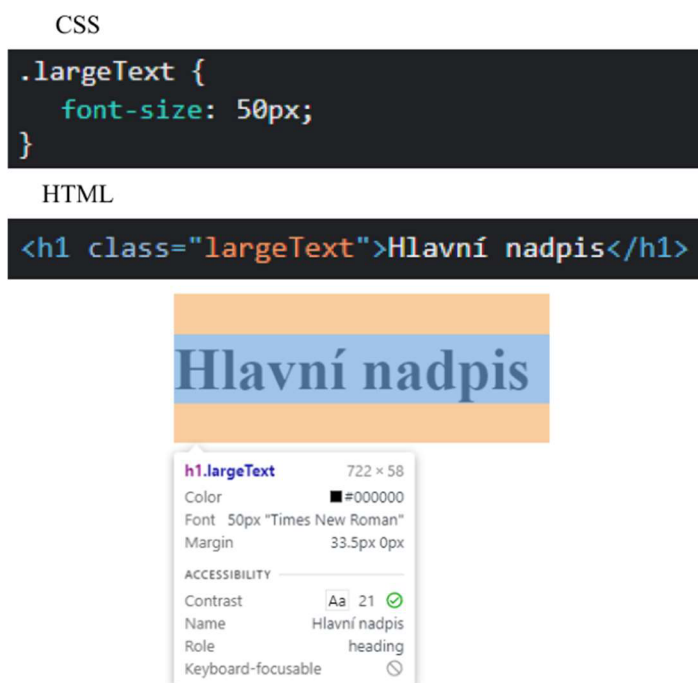 CSS
.largeText {
font-size: 50px;
}
HTML
<h1 class="largeText">Hlavní nadpis</h1>
Hlavní nadpis
h1.largeText 722 × 58
Color #000000
Font 50px "Times New Roman"
Margin 33.5px 0px
ACCESSIBILITY
Contrast Aa 21
Name Hlavní nadpis
Role heading
Keyboard-focusable